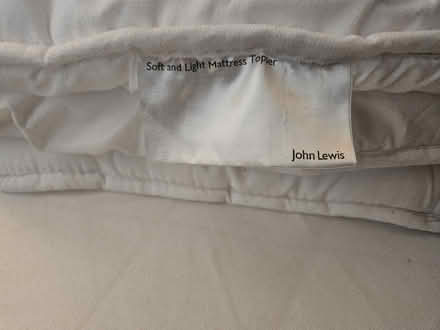 Soft and Light Mattress Topper
John Lewis